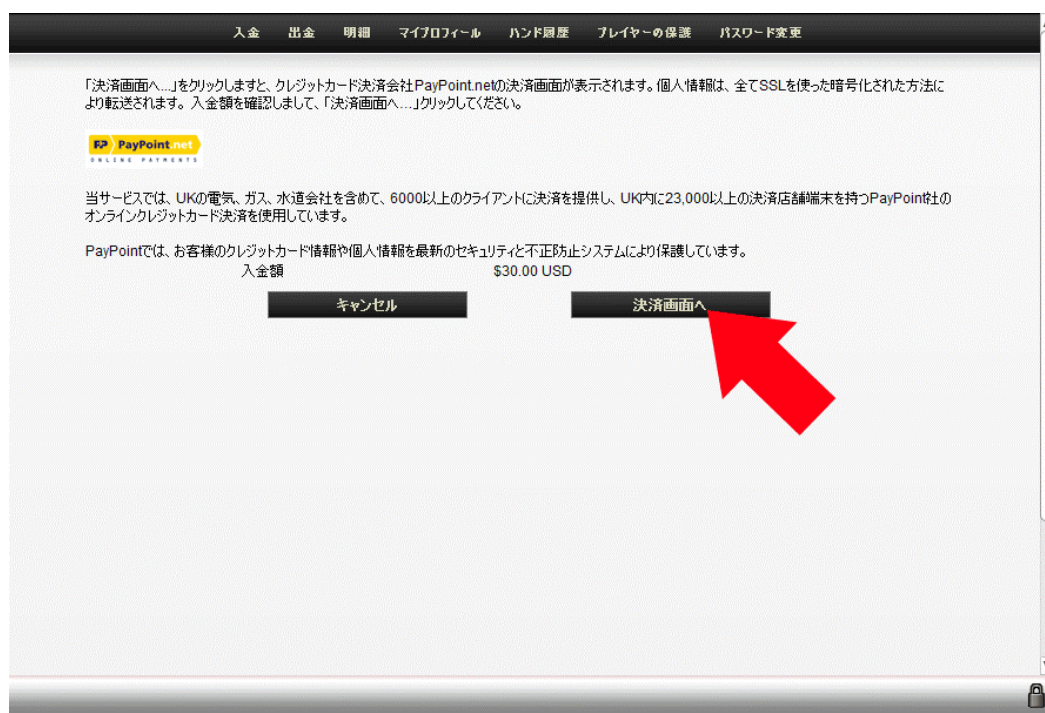 入金 出金 明細 マイプロフィール ハンド履歴 プレイヤーの保護 パスワード変更
「決済画面へ...」をクリックしますと、クレジットカード決済会社PayPoint.netの決済画面が表示されます。個人情報は、全てSSLを使った暗号化された方法に
より転送されます。入金額を確認しまして、「決済画面へ...」クリックしてください。
PP PayPoint net
ONLINE PAYMENTS
当サービスでは、UKの電気、ガス、水道会社を含めて、6000以上のクライアントに決済を提供し、UK内に23,000以上の決済店舗端末を持つPayPoint社の
オンラインクレジットカード決済を使用しています。
PayPointでは、お客様のクレジットカード情報や個人情報を最新のセキュリティと不正防止システムにより保護しています。
入金額 $30.00 USD
キャンセル 決済画面へ